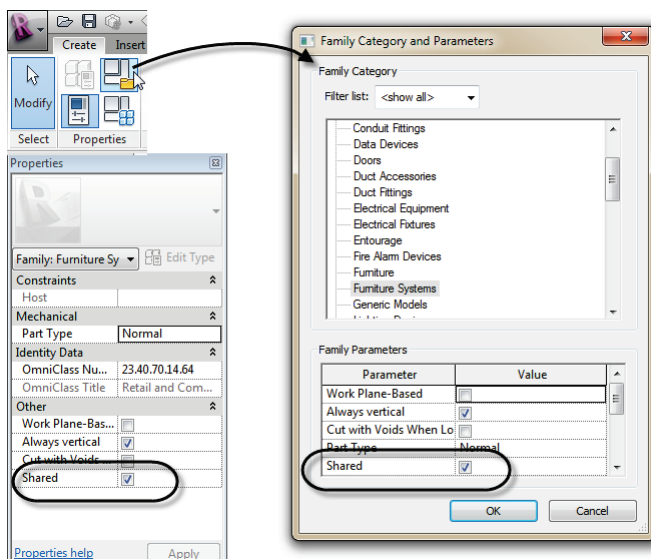 Create Insert
Modify
Select Properties
Properties
Family: Furniture Sy Edit Type
Constraints
Host
Mechanical
Part Type Normal
Identity Data
OmniClass Nu... 23.40.70.14.64
OmniClass Title Retail and Com...
Other
Work Plane-Bas...
Always vertical
Cut with Voids ...
Shared
Properties help Apply
Family Category and Parameters
Family Category
Filter list: <show all>
Conduit Fittings
Data Devices
Doors
Duct Accessories
Duct Fittings
Electrical Equipment
Electrical Fixtures
Entourage
Fire Alarm Devices
Furniture
Furniture Systems
Generic Models
Family Parameters
Parameter Value
Work Plane-Based
Always vertical
Cut with Voids When Lo
Part Type Normal
Shared
OK Cancel